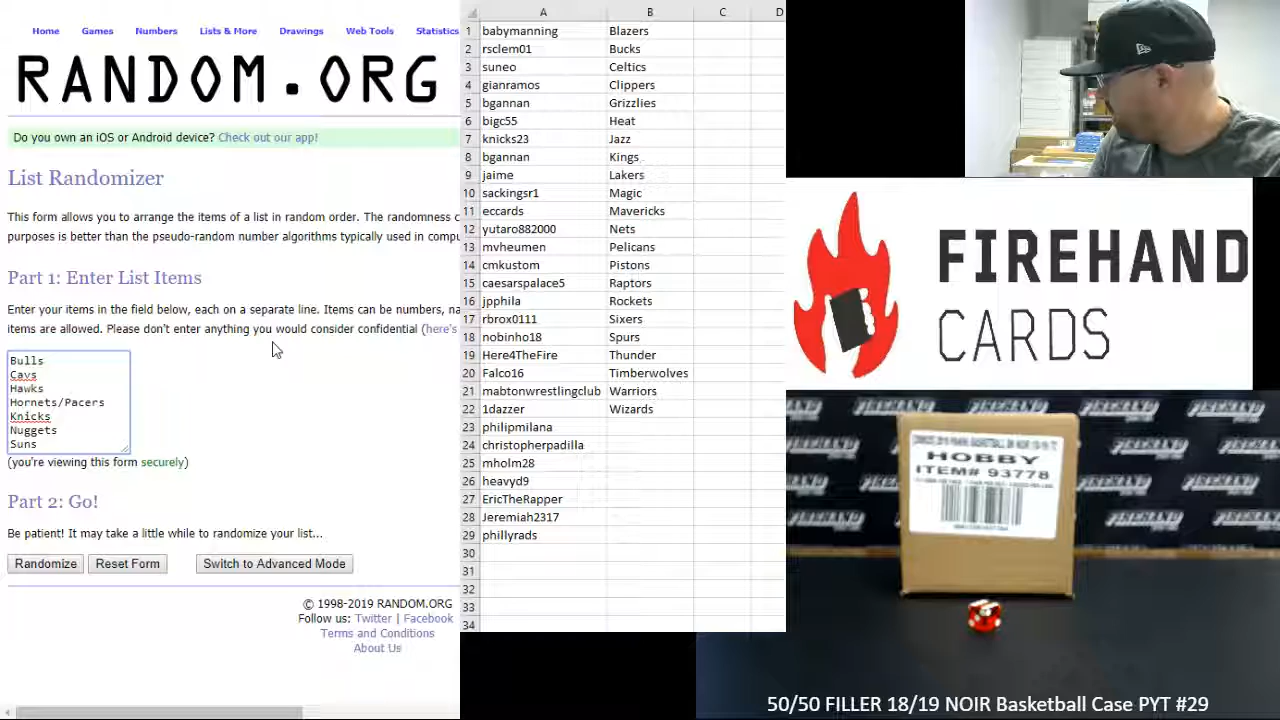 Home Games Numbers Lists & More Drawings Web Tools Statistics
RANDOM.ORG
Do you own an iOS or Android device? Check out our app!
List Randomizer
This form allows you to arrange the items of a list in random order. The randomness c
purposes is better than the pseudo-random number algorithms typically used in compu
Part 1: Enter List Items
Enter your items in the field below, each on a separate line. Items can be numbers, na
items are allowed. Please don't enter anything you would consider confidential (here's
Bulls
Cavs
Hawks
Hornets/Pacers
Knicks
Nuggets
Suns
(you're viewing this form securely)
Part 2: Go!
Be patient! It may take a little while to randomize your list...
Randomize Reset Form Switch to Advanced Mode
© 1998-2019 RANDOM.ORG
Follow us: Twitter | Facebook
Terms and Conditions
About Us
A B C D
1 babymanning Blazers
2 rsclem01 Bucks
3 suneo Celtics
4 gianramos Clippers
5 bgannan Grizzlies
6 bigc55 Heat
7 knicks23 Jazz
8 bgannan Kings
9 jaime Lakers
10 sackingsr1 Magic
11 eccards Mavericks
12 yutaro882000 Nets
13 mvheumen Pelicans
14 cmkustom Pistons
15 caesarspalace5 Raptors
16 jpphila Rockets
17 rbrox0111 Sixers
18 nobinho18 Spurs
19 Here4TheFire Thunder
20 Falco16 Timberwolves
21 mabtonwrestlingclub Warriors
22 1dazzer Wizards
23 philipmilana
24 christopherpadilla
25 mholm28
26 heavyd9
27 EricTheRapper
28 Jeremiah2317
29 phillyrads
30
31
32
33
34
FIREHAND
CARDS
HOBBY
ITEM# 93778
50/50 FILLER 18/19 NOIR Basketball Case PYT #29